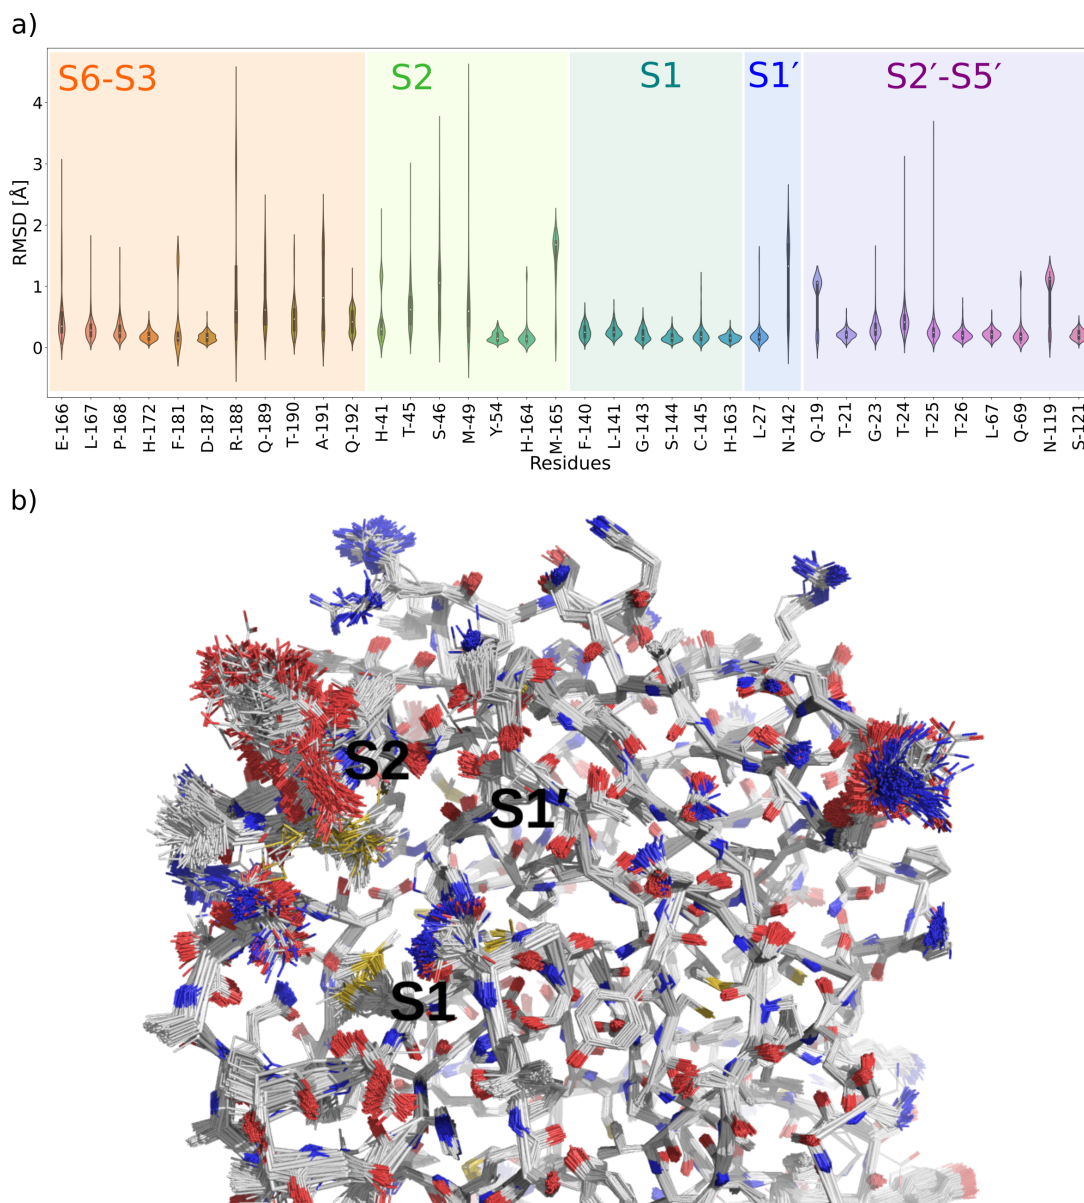 a)
S6-S3 S2 S1 S1′ S2′-S5′
RMSD [Å]
4
3
2
1
0
E-166 L-167 P-168 H-172 F-181 D-187 R-188 Q-189 T-190 A-191 Q-192 H-41 T-45 S-46 M-49 Y-54 H-164 M-165 F-140 L-141 G-143 S-144 C-145 H-163 L-27 N-142 Q-19 T-21 G-23 T-24 T-25 T-26 L-67 Q-69 N-119 S-121
Residues
b)
S2
S1′
S1